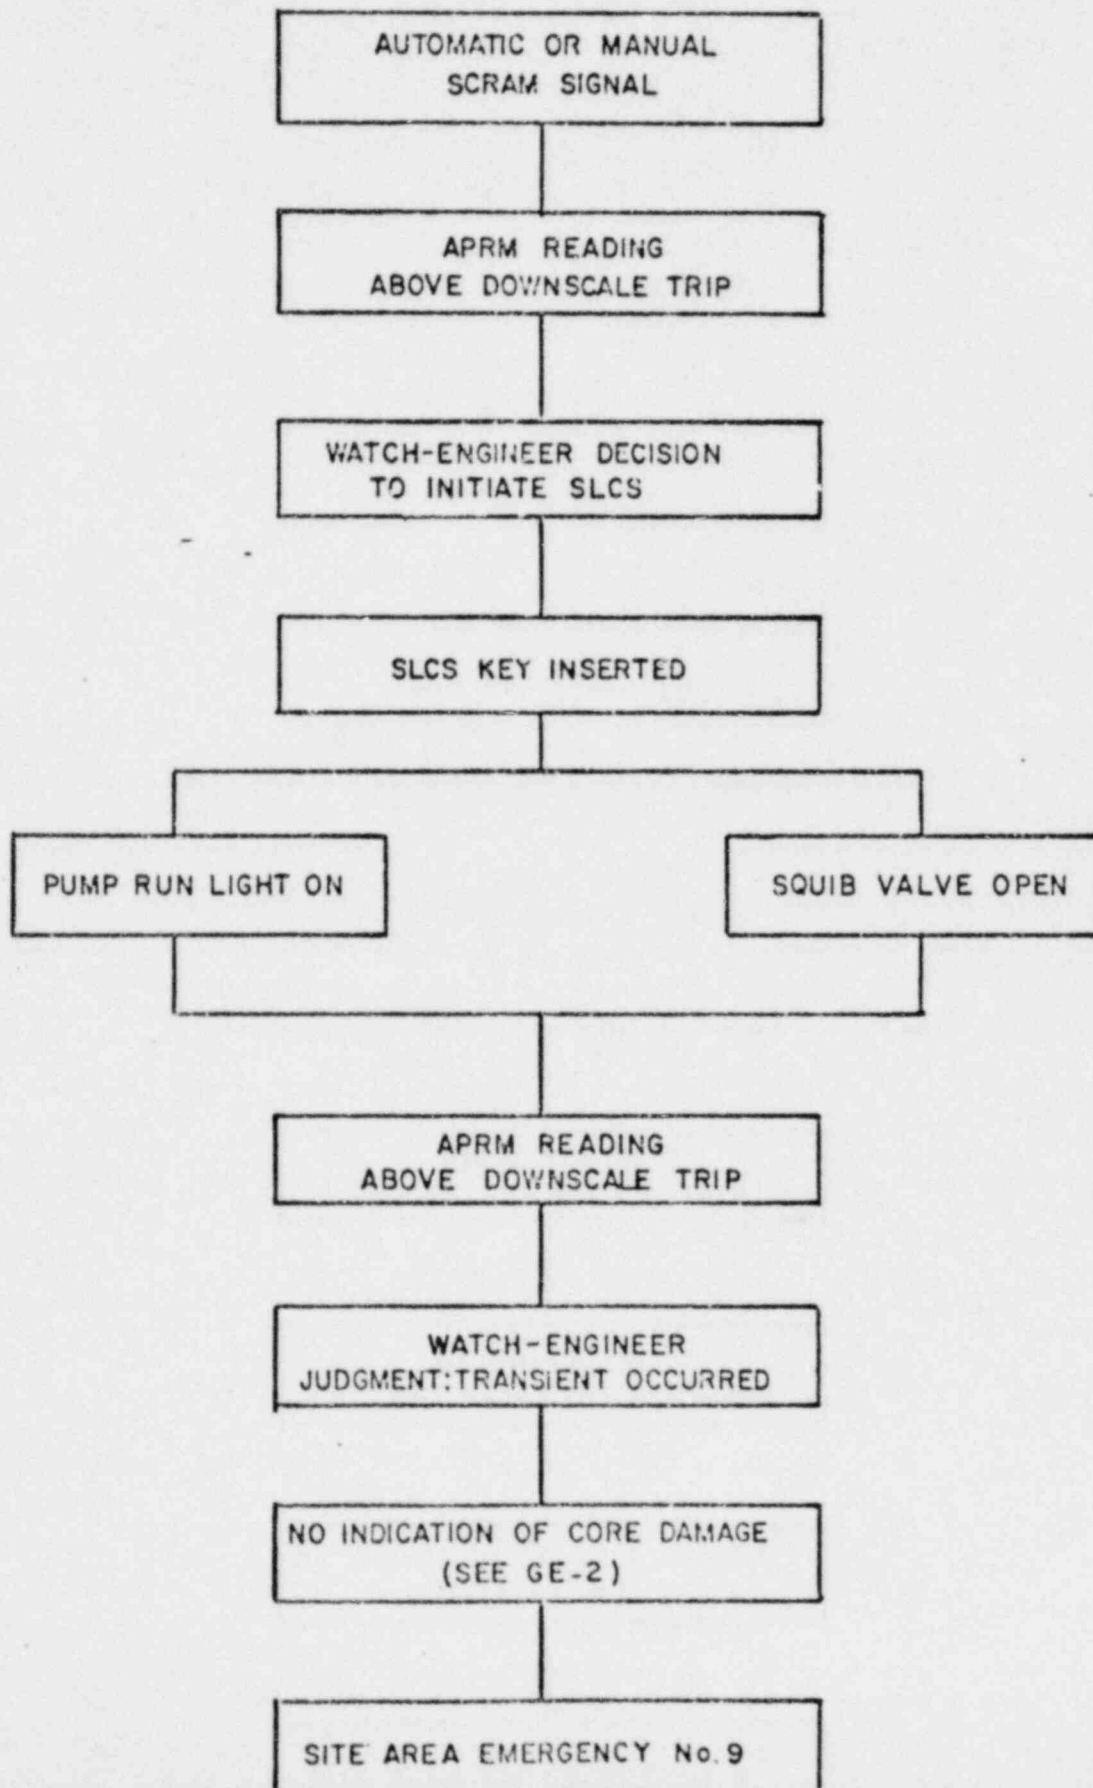 AUTOMATIC OR MANUAL
SCRAM SIGNAL
APRM READING
ABOVE DOWNSCALE TRIP
WATCH-ENGINEER DECISION
TO INITIATE SLCS
SLCS KEY INSERTED
PUMP RUN LIGHT ON
SQUIB VALVE OPEN
APRM READING
ABOVE DOWNSCALE TRIP
WATCH-ENGINEER
JUDGMENT:TRANSIENT OCCURRED
NO INDICATION OF CORE DAMAGE
(SEE GE-2)
SITE AREA EMERGENCY No. 9